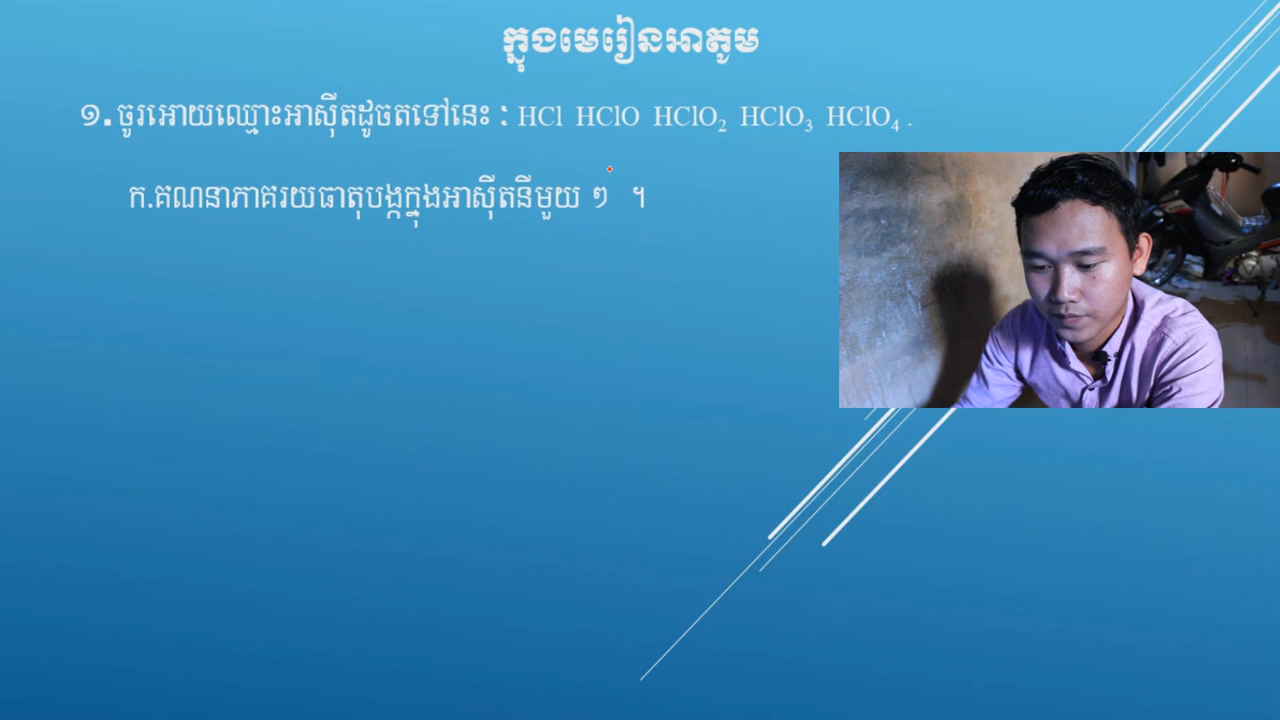 ក្នុងមេរៀនអាតូម
១.ចូរអោយឈ្មោះអាស៊ីតដូចតទៅនេះ : HCl HClO HClO₂ HClO₃ HClO₄ .
ក.គណនាភាគរយធាតុបង្កក្នុងអាស៊ីតនីមួយ ៗ ។